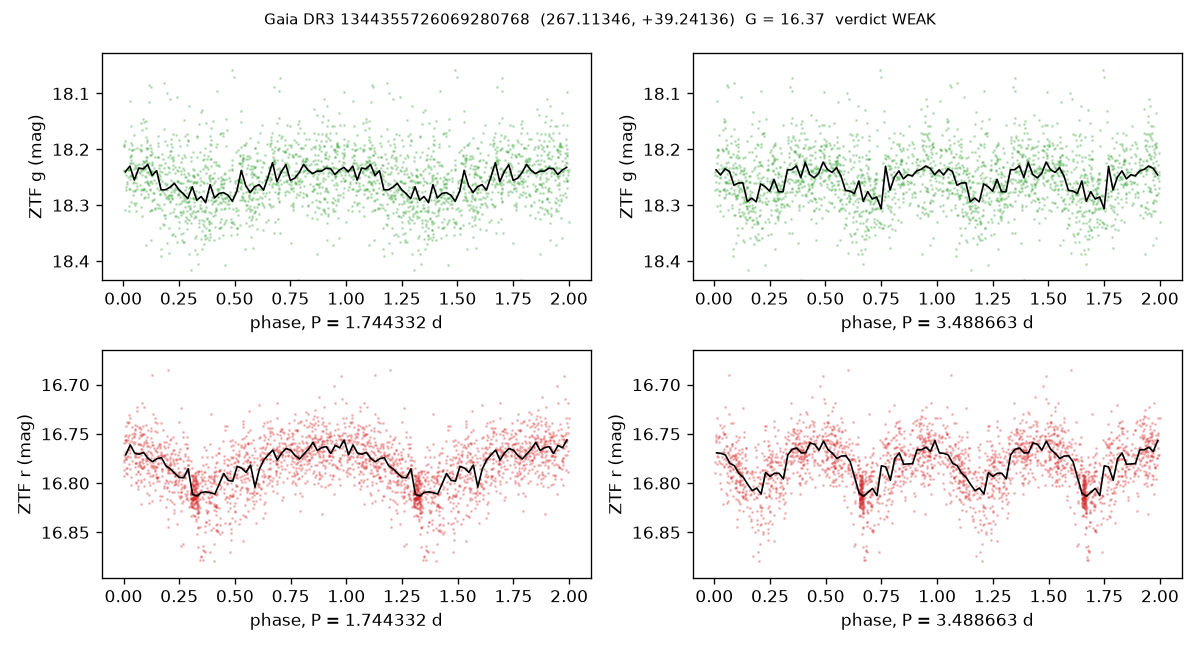 Gaia DR3 1344355726069280768 (267.11346, +39.24136) G = 16.37 verdict WEAK
ZTF g (mag)
18.1
18.2
18.3
18.4
0.00 0.25 0.50 0.75 1.00 1.25 1.50 1.75 2.00
phase, P = 1.744332 d
ZTF g (mag)
18.1
18.2
18.3
18.4
0.00 0.25 0.50 0.75 1.00 1.25 1.50 1.75 2.00
phase, P = 3.488663 d
ZTF r (mag)
16.70
16.75
16.80
16.85
0.00 0.25 0.50 0.75 1.00 1.25 1.50 1.75 2.00
phase, P = 1.744332 d
ZTF r (mag)
16.70
16.75
16.80
16.85
0.00 0.25 0.50 0.75 1.00 1.25 1.50 1.75 2.00
phase, P = 3.488663 d